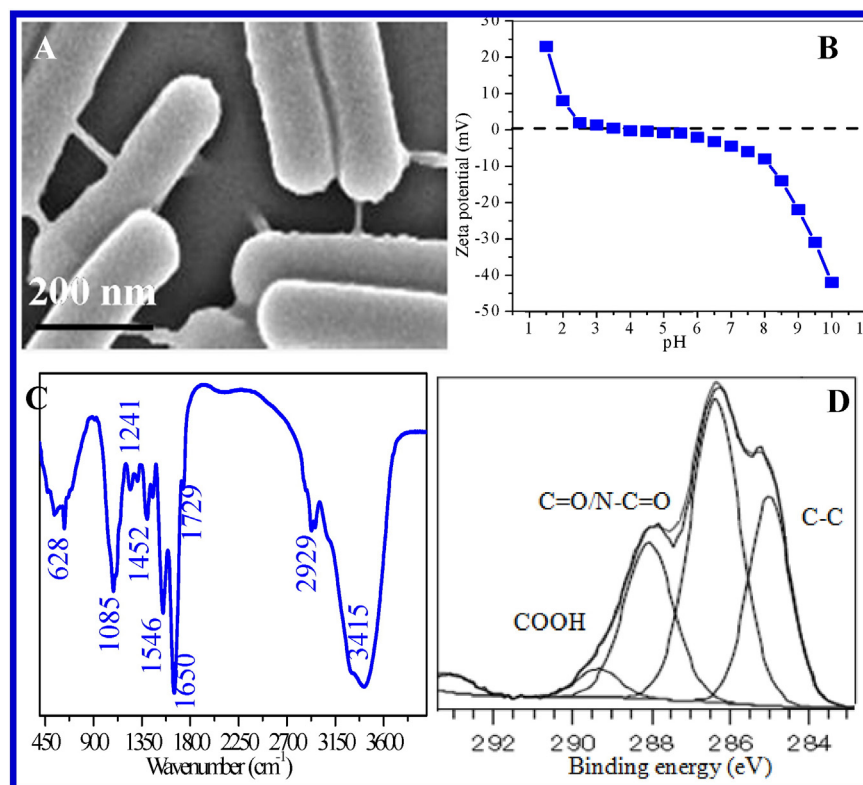 A
200 nm
B
Zeta potential (mV)
30
20
10
0
-10
-20
-30
-40
-50
1 2 3 4 5 6 7 8 9 10 1
pH
C
628
1085
1241
1452
1546
1650
1729
2929
3415
450 900 1350 1800 2250 2700 3150 3600
Wavenumber (cm⁻¹)
D
C=O/N-C=O
C-C
COOH
292 290 288 286 284
Binding energy (eV)